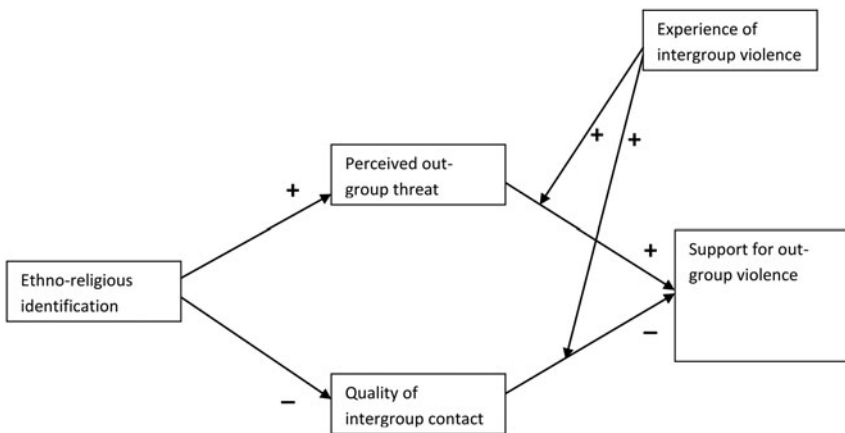 Experience of
intergroup violence
+
+
Perceived out-
group threat
+
+
Support for out-
group violence
Ethno-religious
identification
–
–
Quality of
intergroup contact